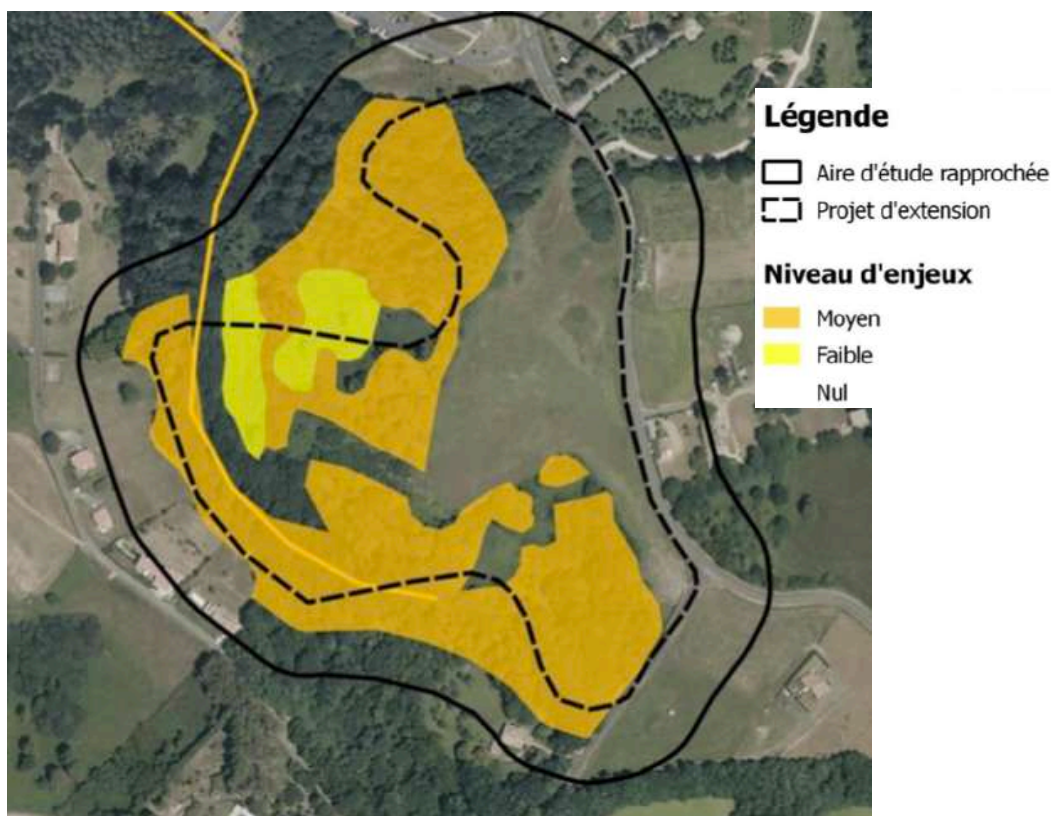 Légende
Aire d'étude rapprochée
Projet d'extension
Niveau d'enjeux
Moyen
Faible
Nul